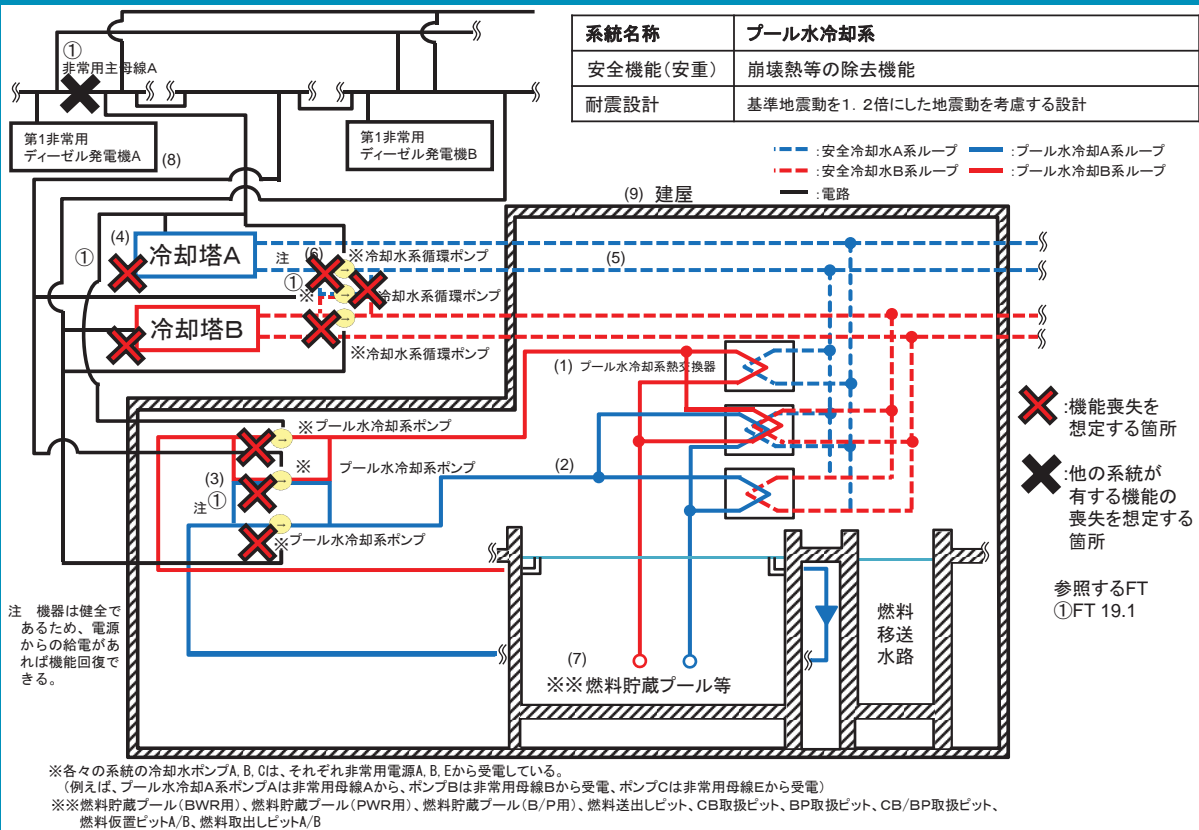 系統名称 プール水冷却系
安全機能(安重) 崩壊熱等の除去機能
耐震設計 基準地震動を1.2倍にした地震動を考慮する設計
①
非常用主母線A
第1非常用
ディーゼル発電機A
(8)
第1非常用
ディーゼル発電機B
:安全冷却水A系ループ :プール水冷却A系ループ
:安全冷却水B系ループ :プール水冷却B系ループ
:電路
(9) 建屋
(4)
①
冷却塔A
注 (6) ※冷却水系循環ポンプ
①
(5)
※ 冷却水系循環ポンプ
冷却塔B
※冷却水系循環ポンプ
(1) プール水冷却系熱交換器
※プール水冷却系ポンプ
※ プール水冷却系ポンプ
(3)
注①
(2)
※プール水冷却系ポンプ
:機能喪失を
想定する箇所
:他の系統が
有する機能の
喪失を想定する
箇所
参照するFT
①FT 19.1
注 機器は健全で
あるため、電源
からの給電があ
れば機能回復で
きる。
(7)
※※燃料貯蔵プール等
燃料
移送
水路
※各々の系統の冷却水ポンプA,B,Cは、それぞれ非常用電源A,B,Eから受電している。
(例えば、プール水冷却A系ポンプAは非常用母線Aから、ポンプBは非常用母線Bから受電、ポンプCは非常用母線Eから受電)
※※燃料貯蔵プール(BWR用)、燃料貯蔵プール(PWR用)、燃料貯蔵プール(B/P用)、燃料送出しピット、CB取扱ピット、BP取扱ピット、CB/BP取扱ピット、
燃料仮置ピットA/B、燃料取出しピットA/B